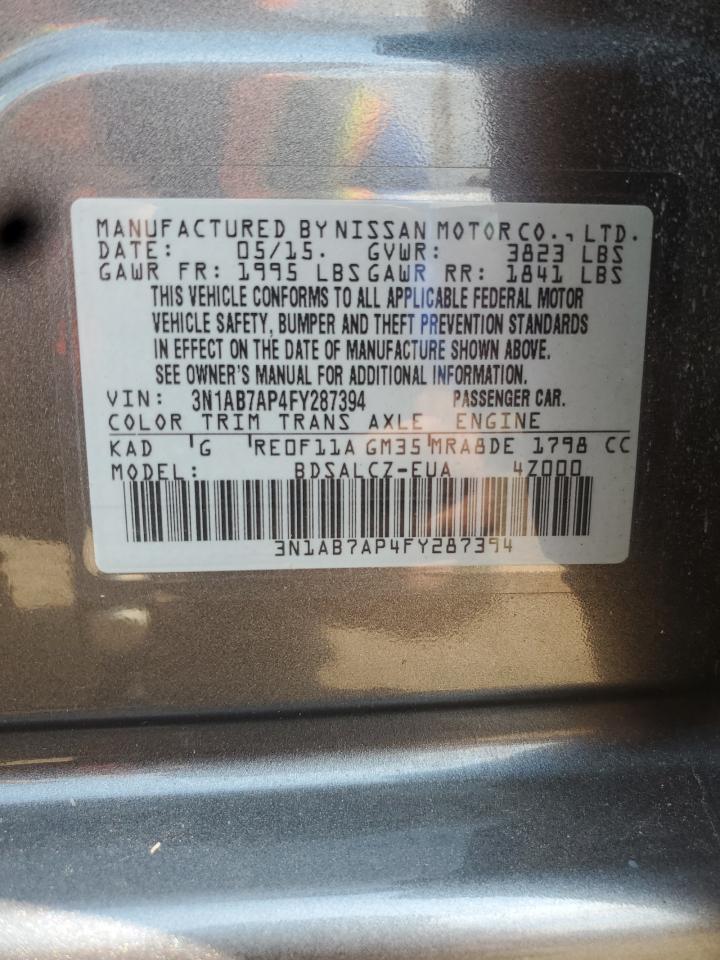 MANUFACTURED BY NISSAN MOTOR CO., LTD.
DATE: 05/15. GVWR: 3823 LBS
GAWR FR: 1995 LBS GAWR RR: 1841 LBS
THIS VEHICLE CONFORMS TO ALL APPLICABLE FEDERAL MOTOR
VEHICLE SAFETY, BUMPER AND THEFT PREVENTION STANDARDS
IN EFFECT ON THE DATE OF MANUFACTURE SHOWN ABOVE.
SEE OWNER'S MANUAL FOR ADDITIONAL INFORMATION.
VIN: 3N1AB7AP4FY287394 PASSENGER CAR.
COLOR TRIM TRANS AXLE ENGINE
KAD G RE0F11A GM35 MRA8DE 1798 CC
MODEL: BDSALCZ-EUA 4Z000
3N1AB7AP4FY287394